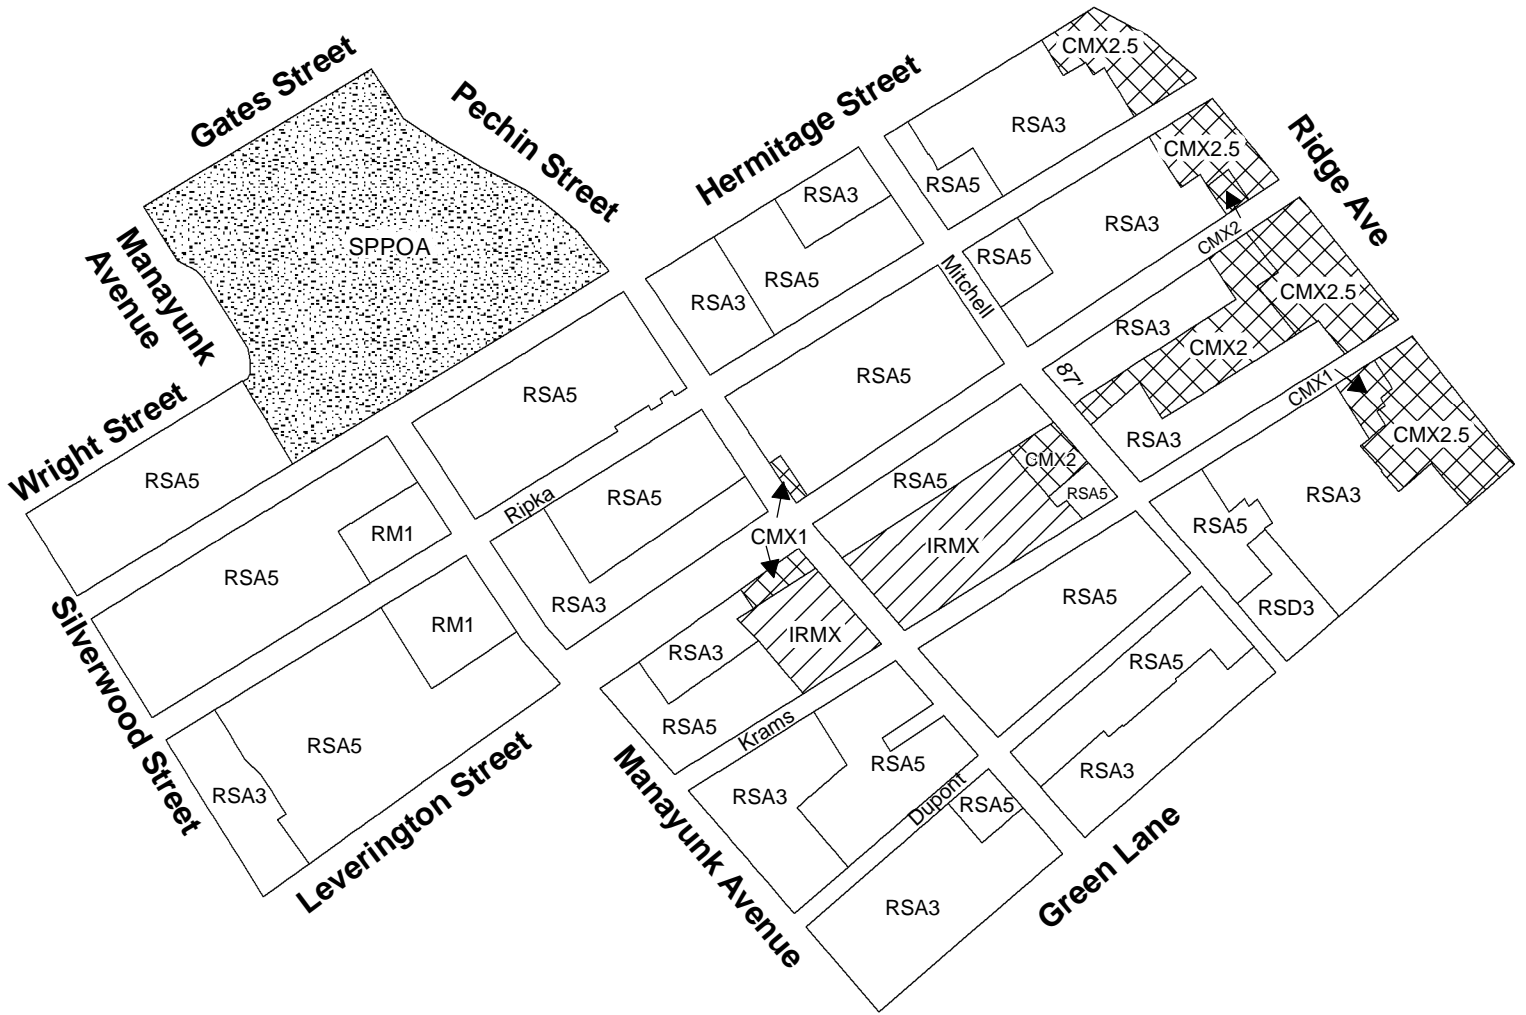 CMX2.5
Gates Street
Pechin Street
Hermitage Street
RSA3
CMX2.5
Ridge Ave
RSA5
RSA3
RSA3
CMX2
Manayunk
Avenue
SPPOA
RSA5
RSA5
Mitchell
RSA3
CMX2.5
RSA3
CMX2
87'
RSA5
RSA5
CMX1
Wright Street
RSA3
CMX2.5
RSA5
CMX2
RSA5
RSA5
RSA3
RSA5
Ripka
RSA5
RM1
CMX1
IRMX
RSA5
RSA5
RSA3
RSA5
RSD3
Silverwood Street
RM1
IRMX
RSA3
RSA5
RSA5
Krams
RSA5
RSA3
RSA5
RSA3
RSA3
Dupont
RSA5
Leverington Street
Manayunk Avenue
Green Lane
RSA3